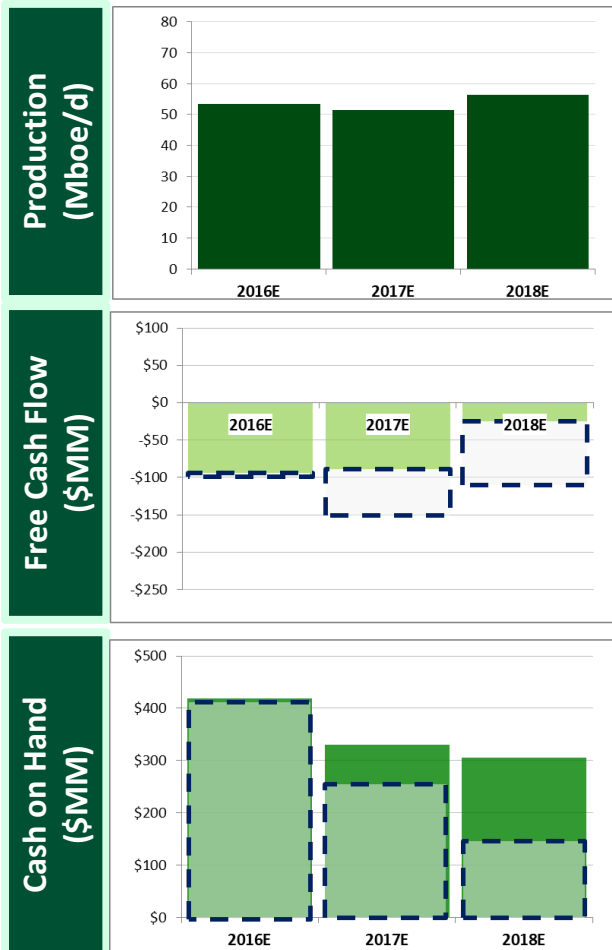 Production
(Mboe/d)
80
70
60
50
40
30
20
10
0
2016E 2017E 2018E
Free Cash Flow
($MM)
$100
$50
$0
-$50
-$100
-$150
-$200
-$250
2016E 2017E 2018E
Cash on Hand
($MM)
$500
$400
$300
$200
$100
$0
2016E 2017E 2018E